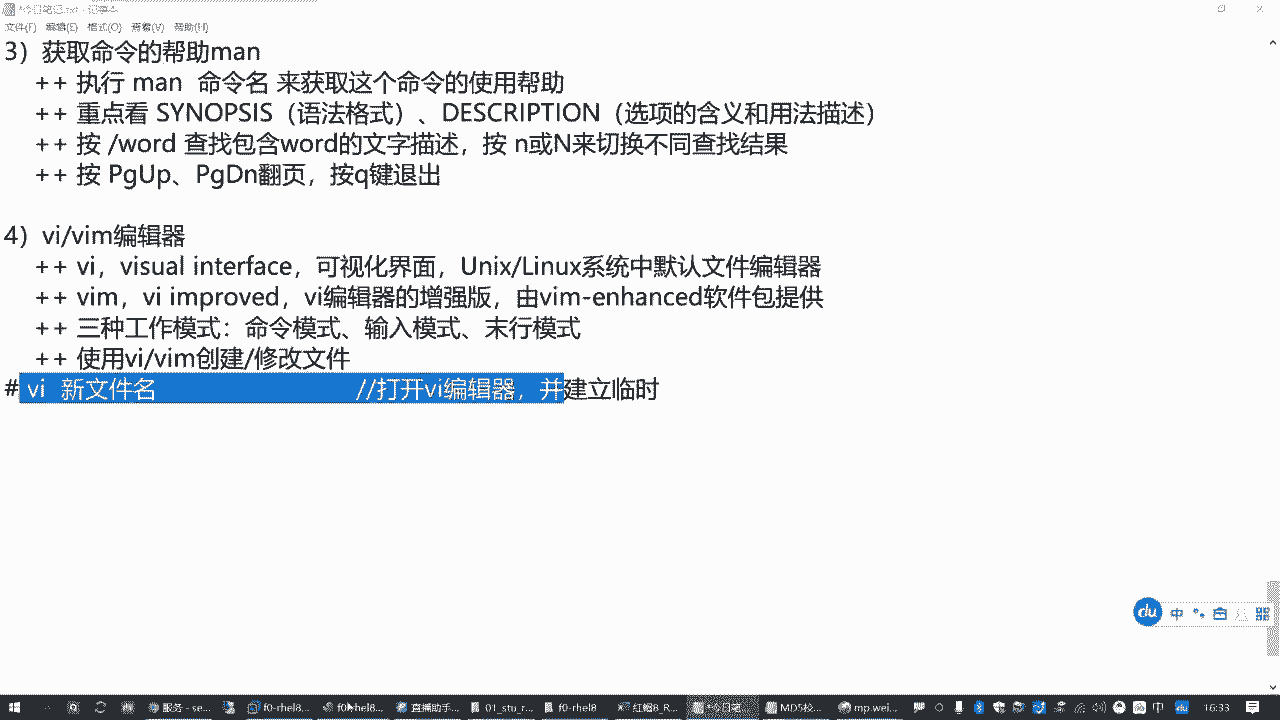 *今日笔记.txt - 记事本
文件(F) 编辑(E) 格式(O) 查看(V) 帮助(H)
3）获取命令的帮助man
++ 执行 man 命令名 来获取这个命令的使用帮助
++ 重点看 SYNOPSIS（语法格式）、DESCRIPTION（选项的含义和用法描述）
++ 按 /word 查找包含word的文字描述，按 n或N来切换不同查找结果
++ 按 PgUp、PgDn翻页，按q键退出
4）vi/vim编辑器
++ vi，visual interface，可视化界面，Unix/Linux系统中默认文件编辑器
++ vim，vi improved，vi编辑器的增强版，由vim-enhanced软件包提供
++ 三种工作模式：命令模式、输入模式、末行模式
++ 使用vi/vim创建/修改文件
# vi 新文件名 //打开vi编辑器，并建立临时
du 中
服务 - se... f0-rhel8... f0-rhel8... 直播助手... 01_stu_r... f0-rhel8 红帽8_R... *今日笔... MD5校... mp.wei... 中 du 16:33